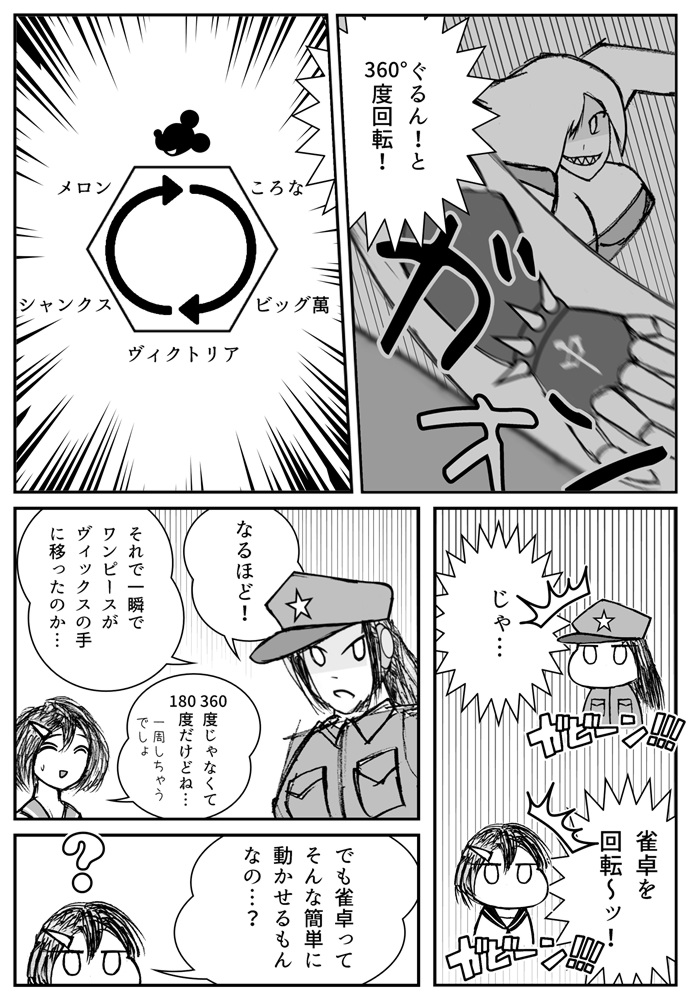 ぐるん！と
360°
度回転！
ガオン
メロン
ころな
シャンクス
ビッグ萬
ヴィクトリア
じゃ…
ガビーン!!!
雀卓を
回転～ッ！
ガビーン!!!
なるほど！
それで一瞬で
ワンピースが
ヴィックスの手
に移ったのか…
360
度じゃなくて
180
度だけどね…
一周しちゃう
でしょ
でも雀卓って
そんな簡単に
動かせるもん
なの…？
？